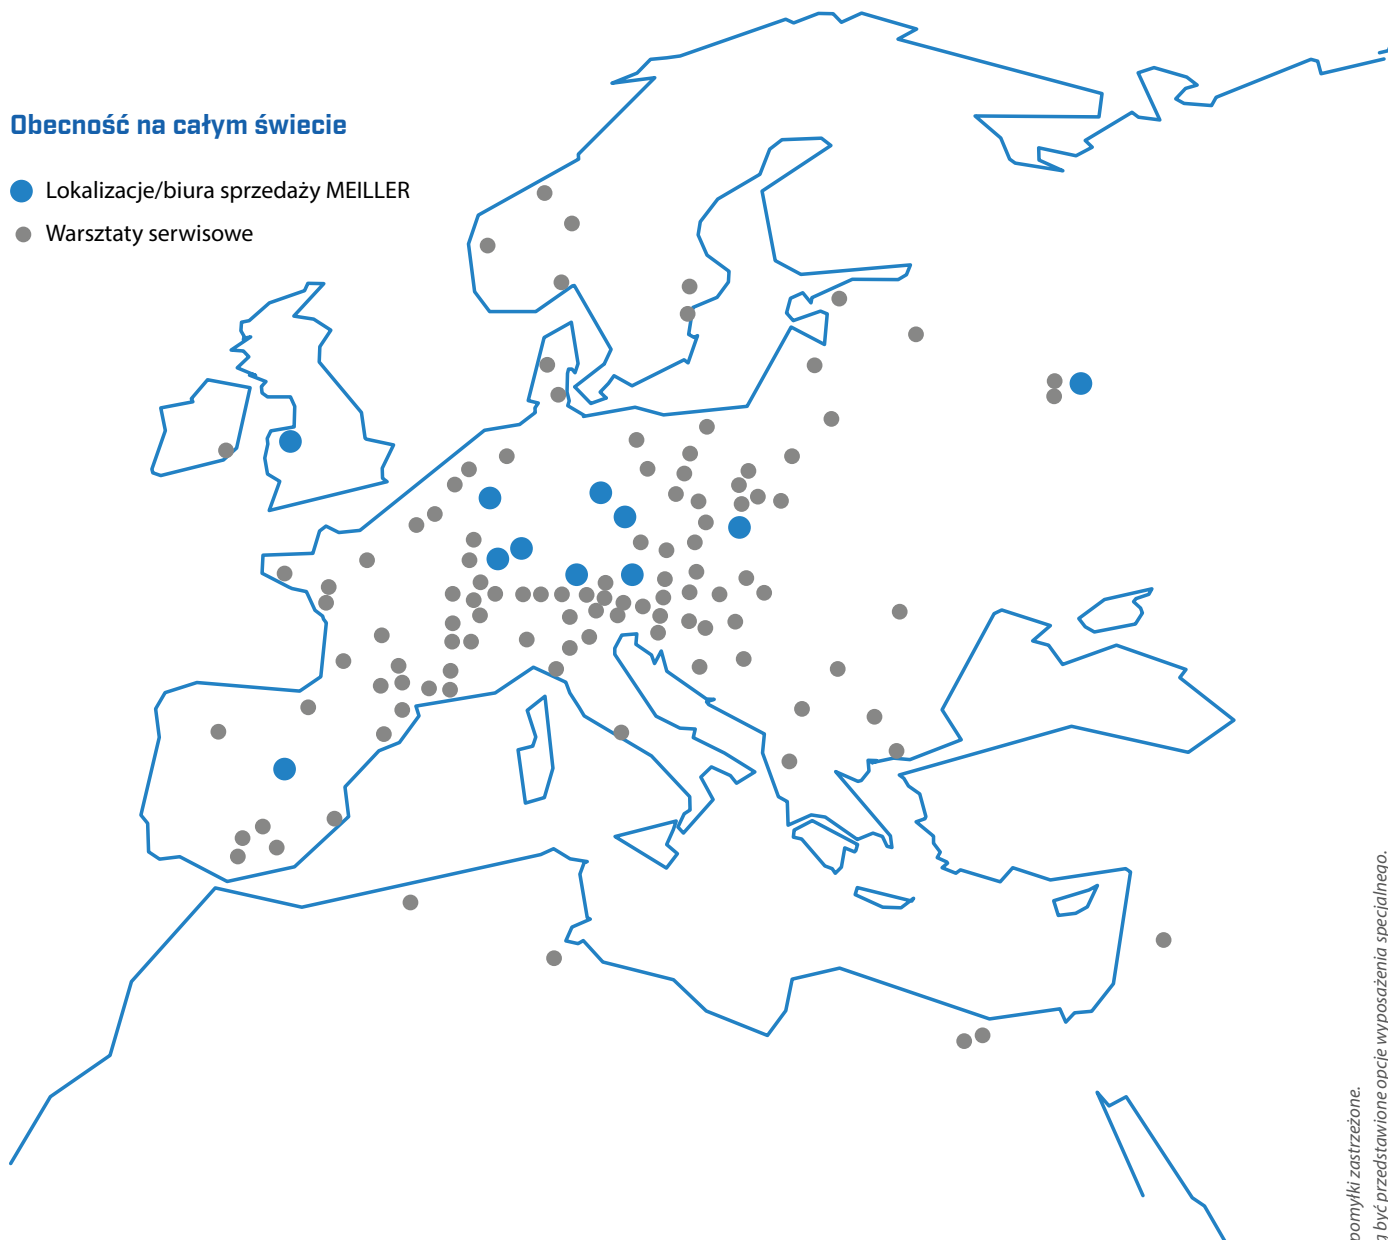 Obecność na całym świecie
Lokalizacje/biura sprzedaży MEILLER
Warsztaty serwisowe
pomyłki zastrzeżone.
być przedstawione opcje wyposażenia specjalnego.